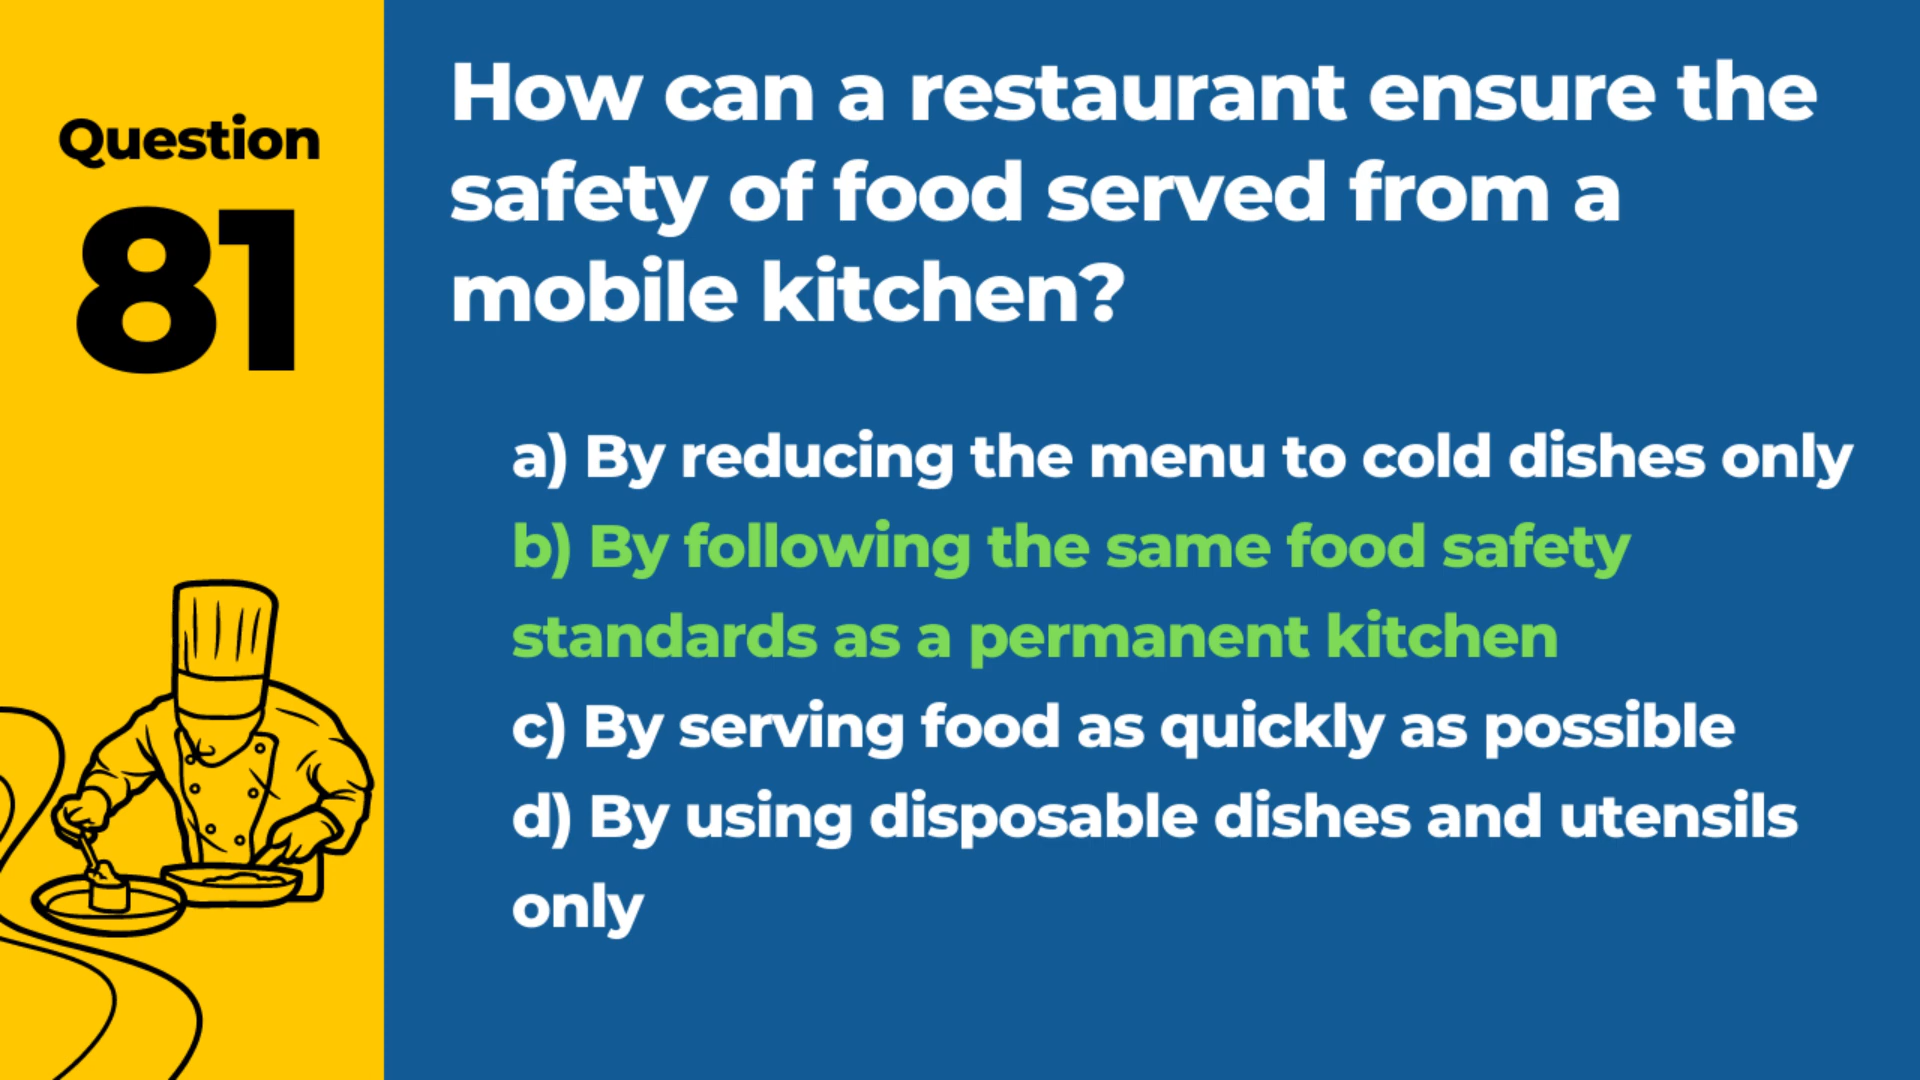 Question
81
How can a restaurant ensure the
safety of food served from a
mobile kitchen?
a) By reducing the menu to cold dishes only
b) By following the same food safety
standards as a permanent kitchen
c) By serving food as quickly as possible
d) By using disposable dishes and utensils
only